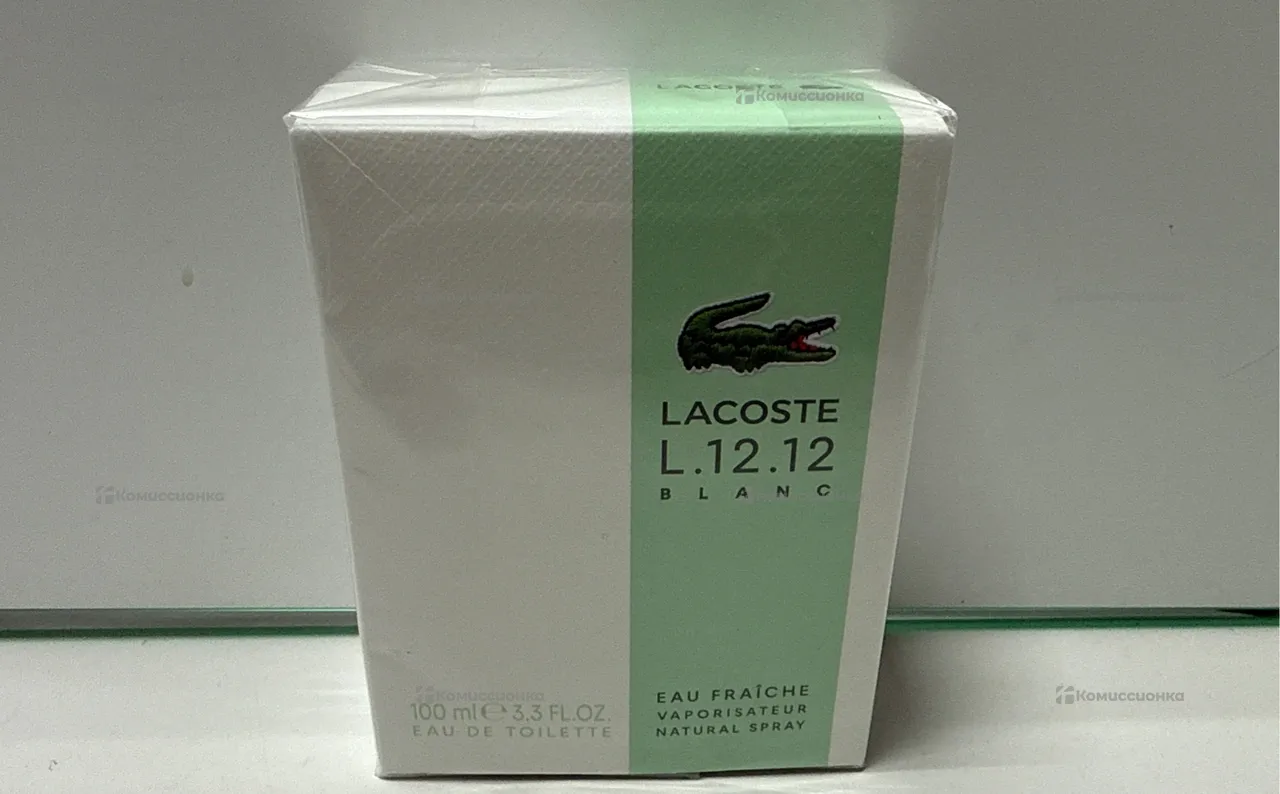 LACOSTE
Комиссионка
LACOSTE
L.12.12
BLANC
Комиссионка
EAU FRAÎCHE
VAPORISATEUR
NATURAL SPRAY
Комиссионка
100 ml ℮ 3.3 FL.OZ.
EAU DE TOILETTE
Комиссионка